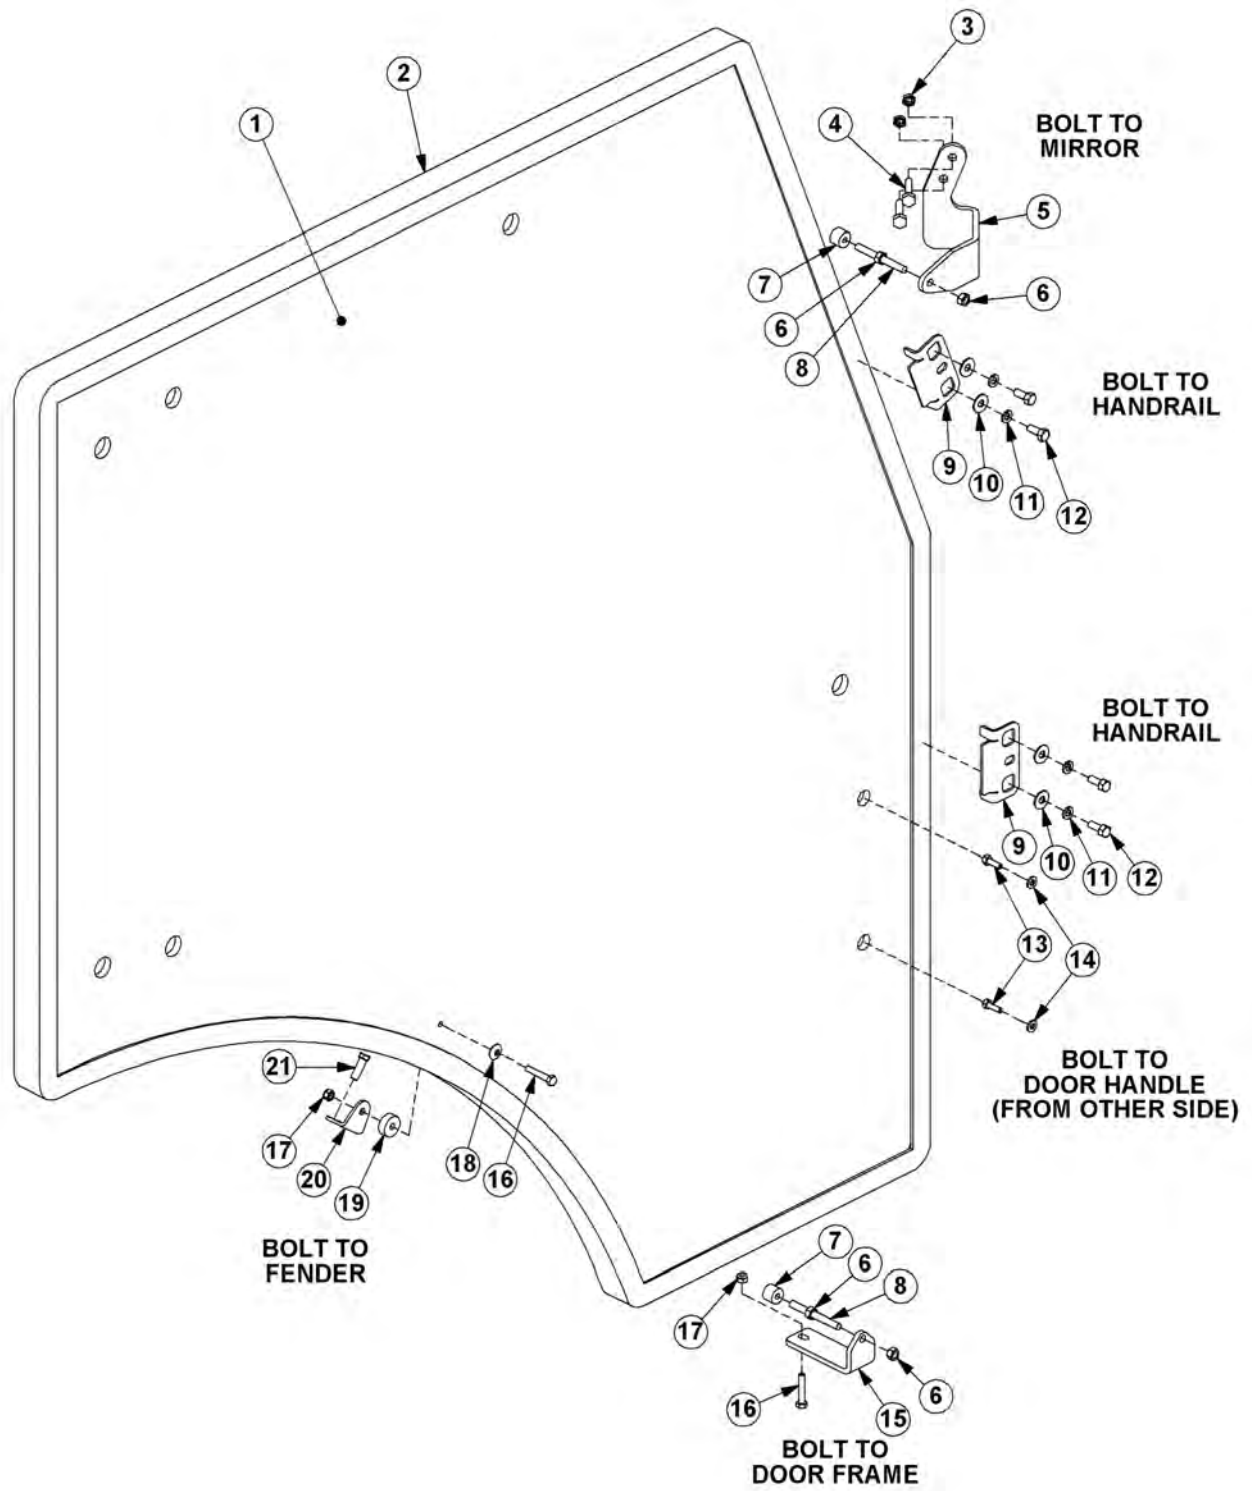 3
2
4
1
BOLT TO
MIRROR
5
7
6
6
8
BOLT TO
HANDRAIL
9
10
11
12
BOLT TO
HANDRAIL
9
10
11
12
13
14
BOLT TO
DOOR HANDLE
(FROM OTHER SIDE)
21
17
20
19
18
16
BOLT TO
FENDER
7
6
8
17
6
16
15
BOLT TO
DOOR FRAME